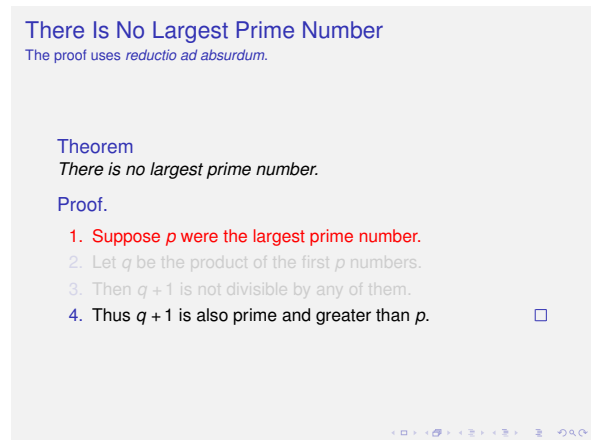 There Is No Largest Prime Number
The proof uses reductio ad absurdum.
Theorem
There is no largest prime number.
Proof.
1. Suppose p were the largest prime number.
2. Let q be the product of the first p numbers.
3. Then q + 1 is not divisible by any of them.
4. Thus q + 1 is also prime and greater than p.